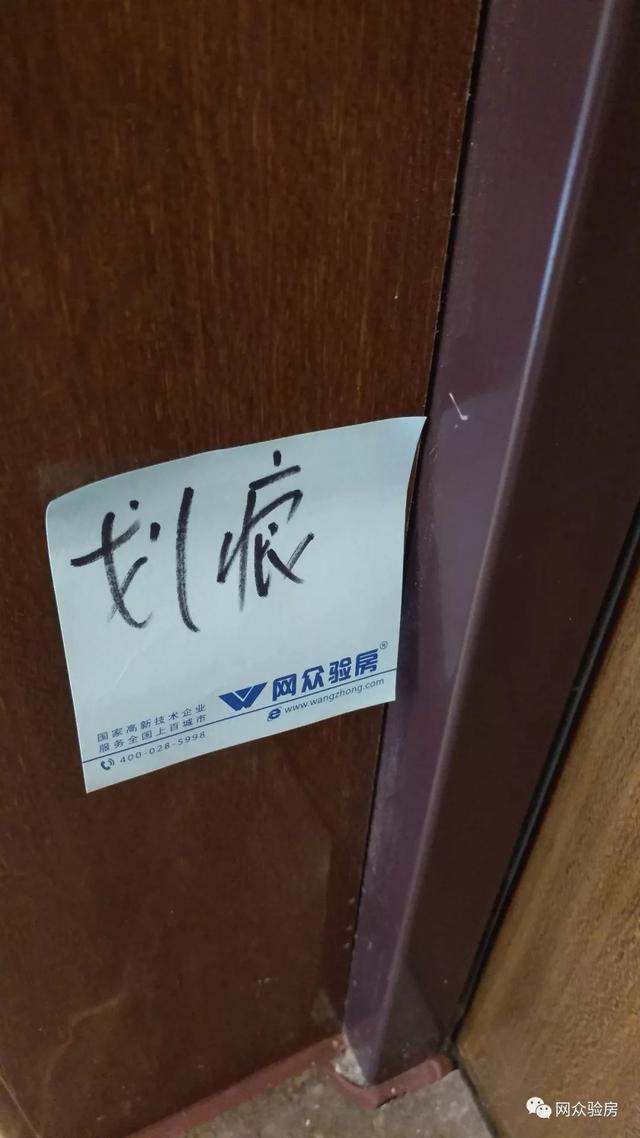 划痕
网众验房®
www.wangzhong.com
国家高新技术企业
服务全国上百城市
400-028-5998
网众验房